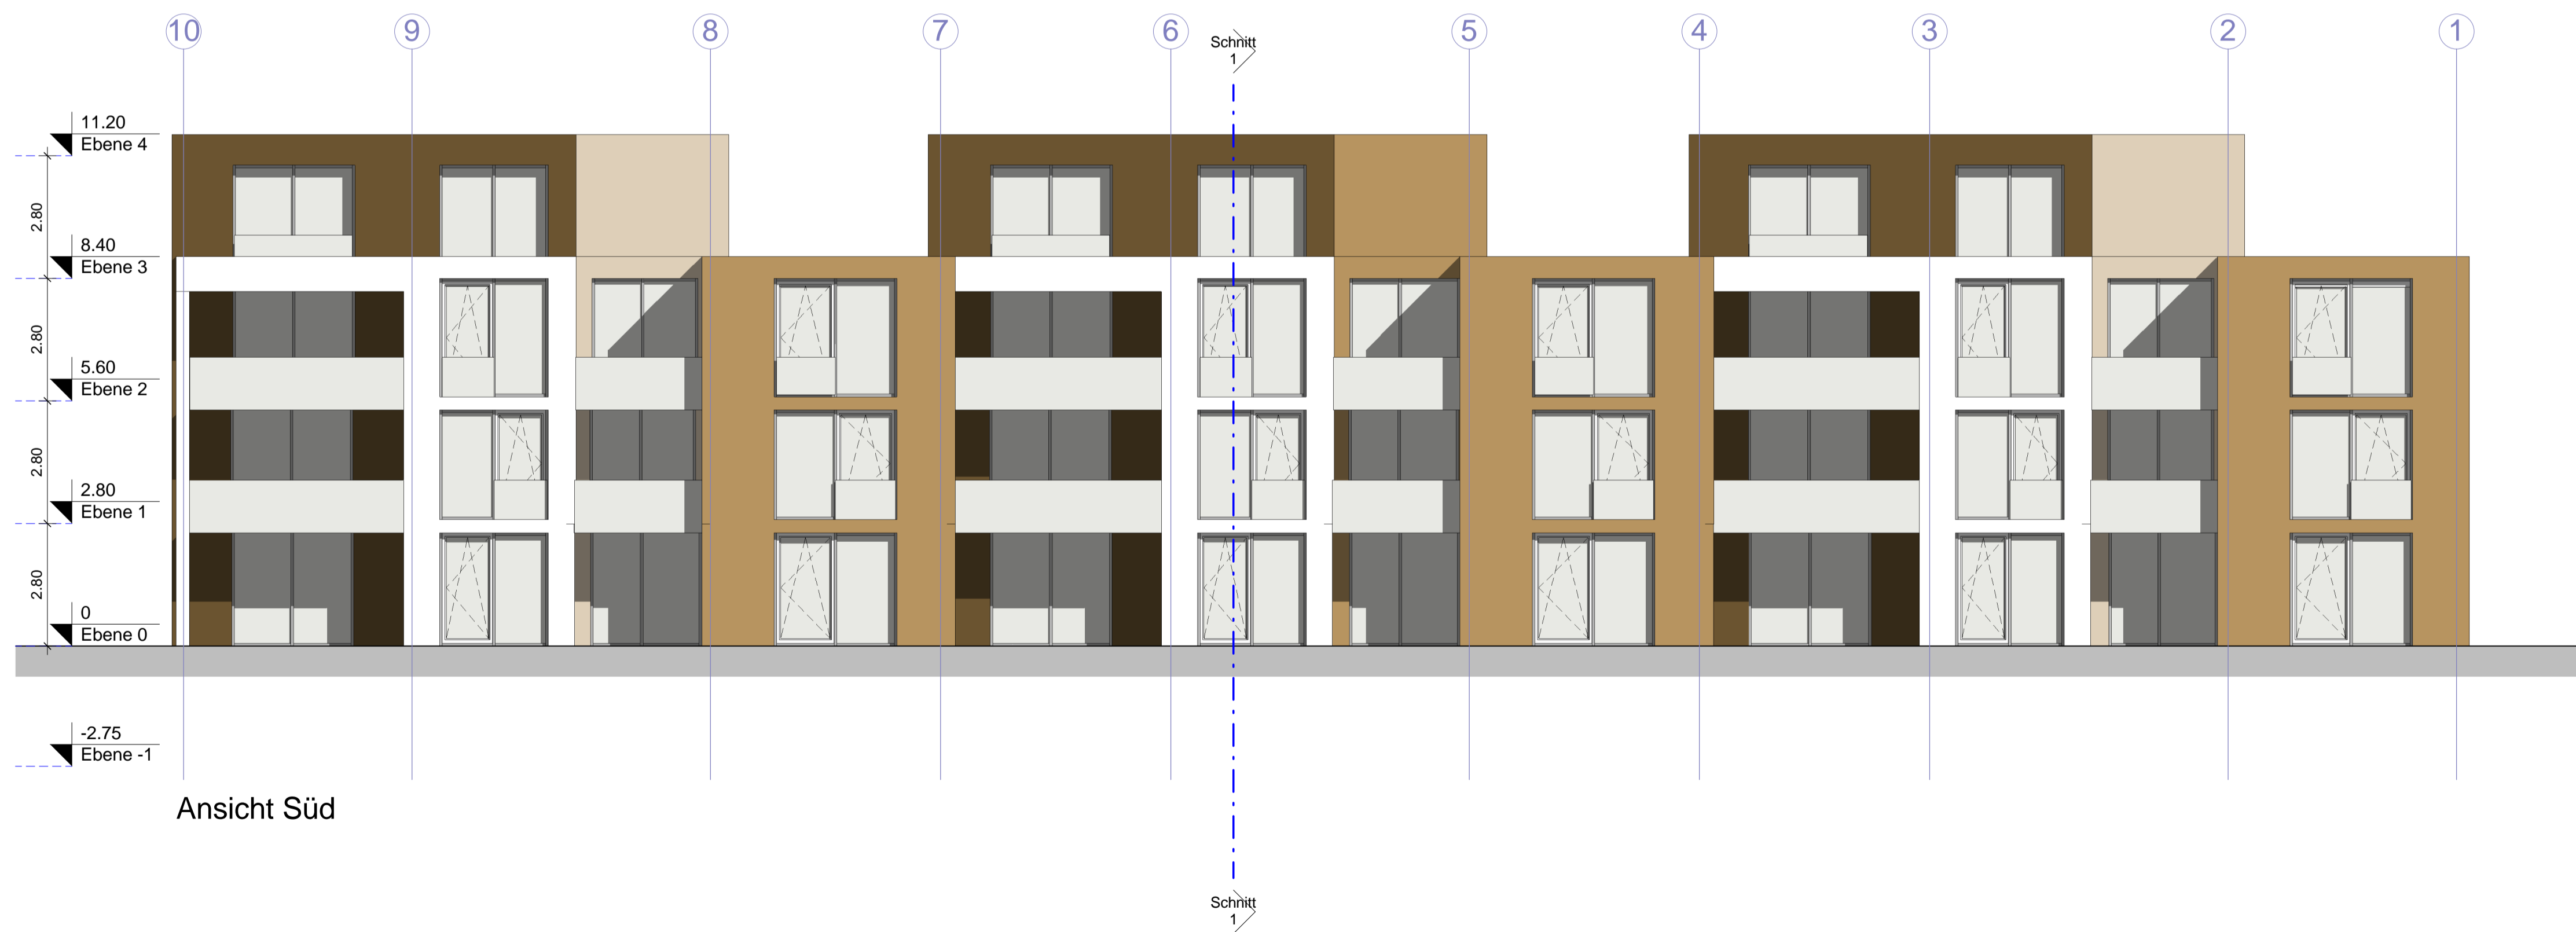 10 9 8 7 6 5 4 3 2 1
Schnitt
1
11.20
Ebene 4
2.80
8.40
Ebene 3
2.80
5.60
Ebene 2
2.80
2.80
Ebene 1
2.80
0
Ebene 0
-2.75
Ebene -1
Ansicht Süd
Schnitt
1